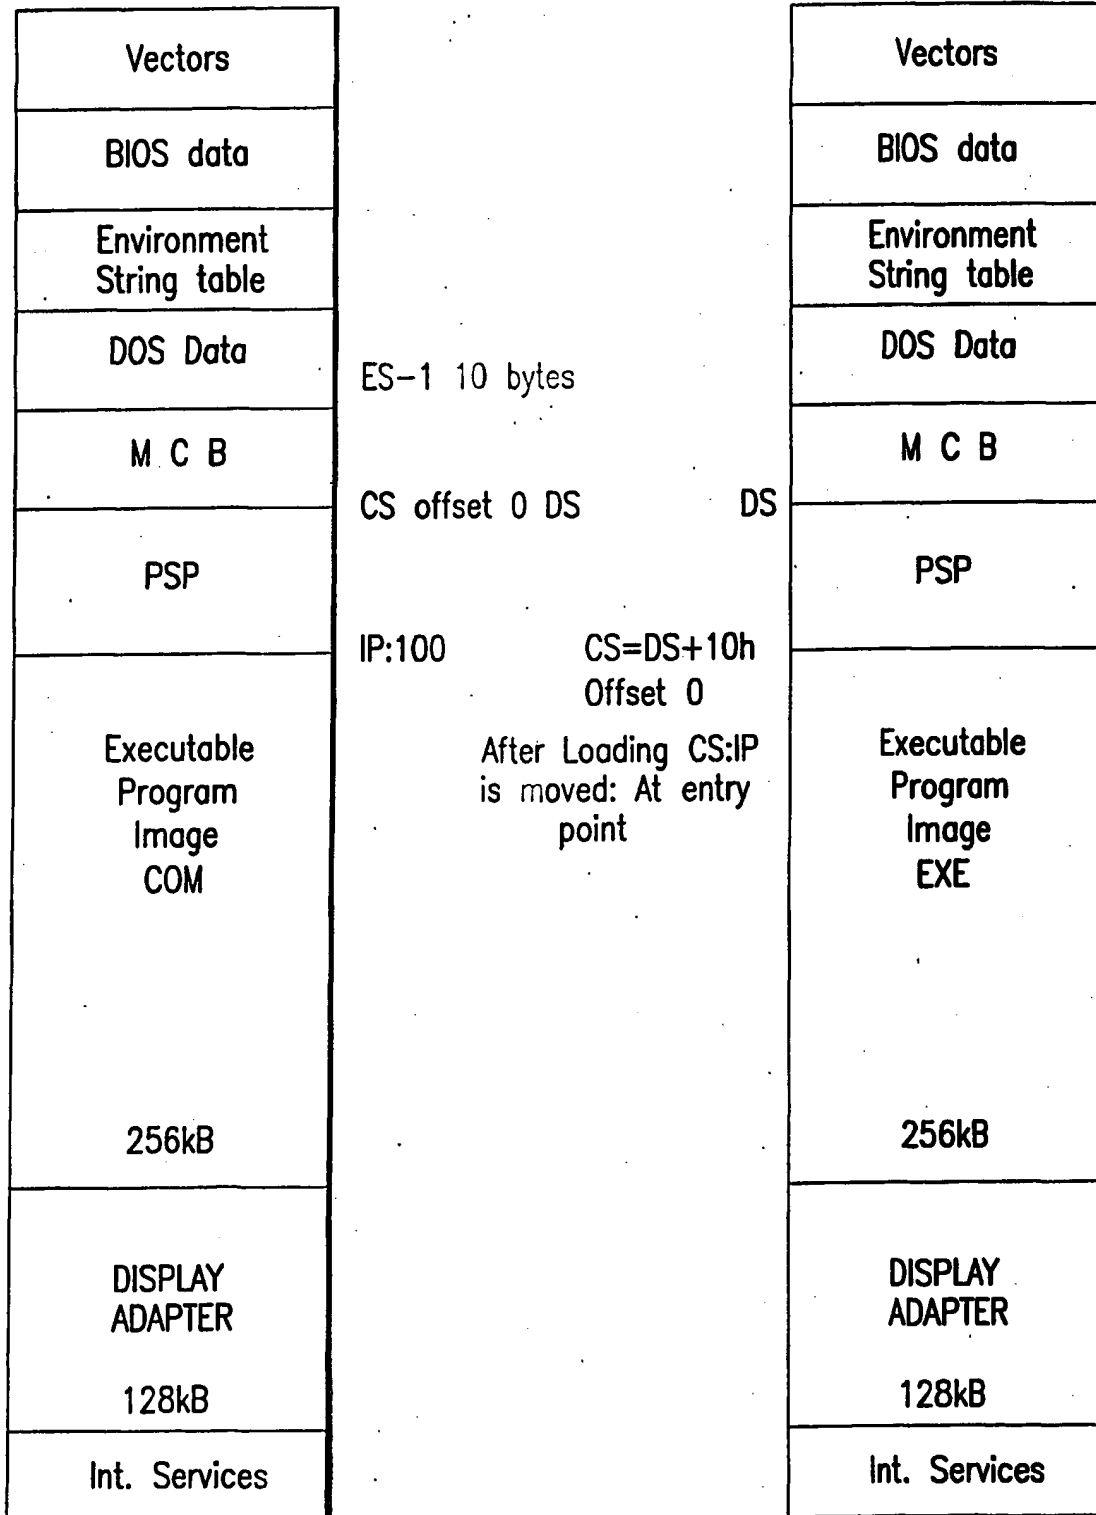 Vectors
BIOS data
Environment
String table
DOS Data
M C B
PSP
Executable
Program
Image
COM
256kB
DISPLAY
ADAPTER
128kB
Int. Services
ES-1 10 bytes
CS offset 0 DS
IP:100
DS
CS=DS+10h
Offset 0
After Loading CS:IP
is moved: At entry
point
Vectors
BIOS data
Environment
String table
DOS Data
M C B
PSP
Executable
Program
Image
EXE
256kB
DISPLAY
ADAPTER
128kB
Int. Services